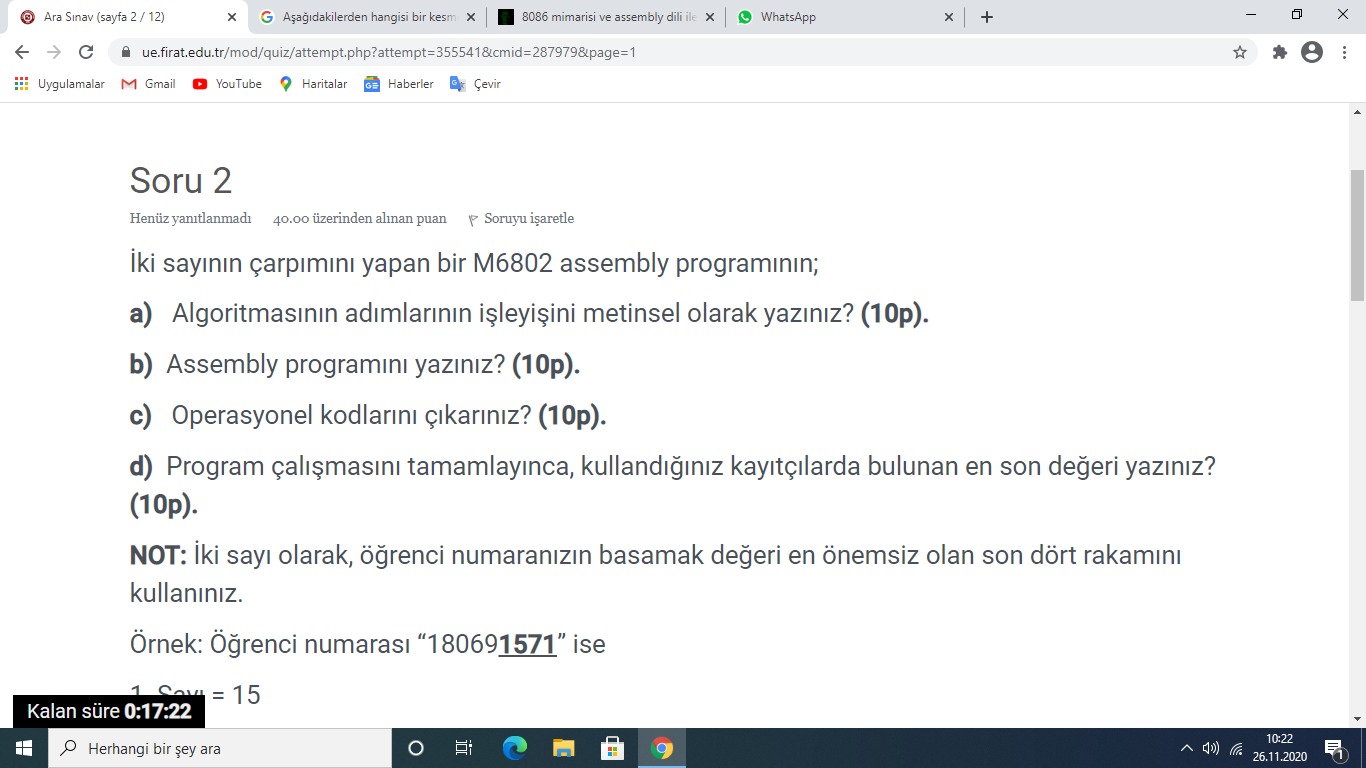 Ara Sınav (sayfa 2 / 12)
Aşağıdakilerden hangisi bir kesm
8086 mimarisi ve assembly dili ile
WhatsApp
ue.firat.edu.tr/mod/quiz/attempt.php?attempt=355541&cmid=287979&page=1
Uygulamalar
Gmail
YouTube
Haritalar
Haberler
Çevir
Soru 2
Henüz yanıtlanmadı 40.00 üzerinden alınan puan Soruyu işaretle
İki sayının çarpımını yapan bir M6802 assembly programının;
a) Algoritmasının adımlarının işleyişini metinsel olarak yazınız? (10p).
b) Assembly programını yazınız? (10p).
c) Operasyonel kodlarını çıkarınız? (10p).
d) Program çalışmasını tamamlayınca, kullandığınız kayıtçılarda bulunan en son değeri yazınız?
(10p).
NOT: İki sayı olarak, öğrenci numaranızın basamak değeri en önemsiz olan son dört rakamını
kullanınız.
Örnek: Öğrenci numarası “180691571” ise
1. Sayı = 15
Kalan süre 0:17:22
Herhangi bir şey ara
10:22
26.11.2020
1